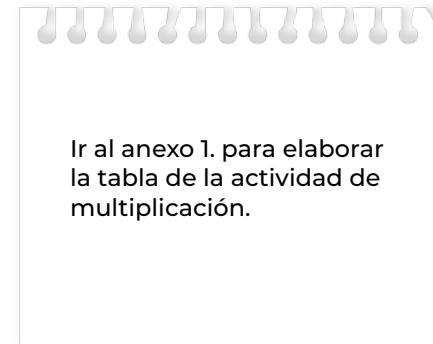 Ir al anexo 1. para elaborar
la tabla de la actividad de
multiplicación.